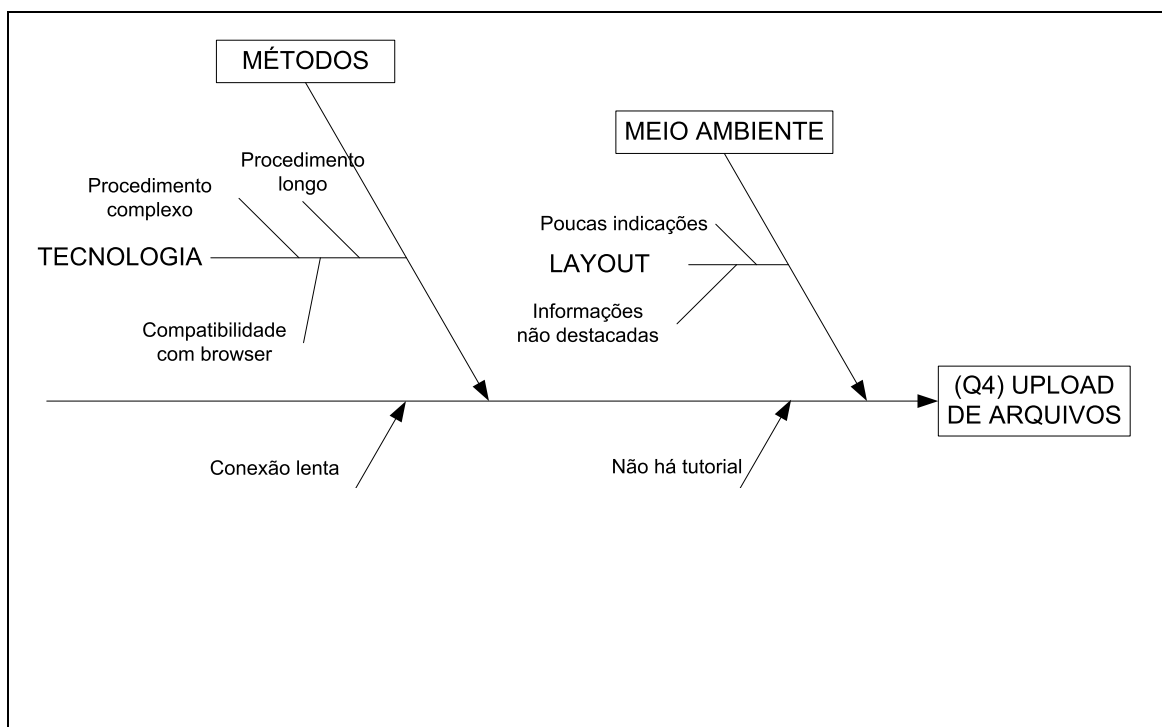 MÉTODOS
MEIO AMBIENTE
Procedimento
longo
Procedimento
complexo
TECNOLOGIA
Compatibilidade
com browser
Poucas indicações
LAYOUT
Informações
não destacadas
(Q4) UPLOAD
DE ARQUIVOS
Conexão lenta
Não há tutorial